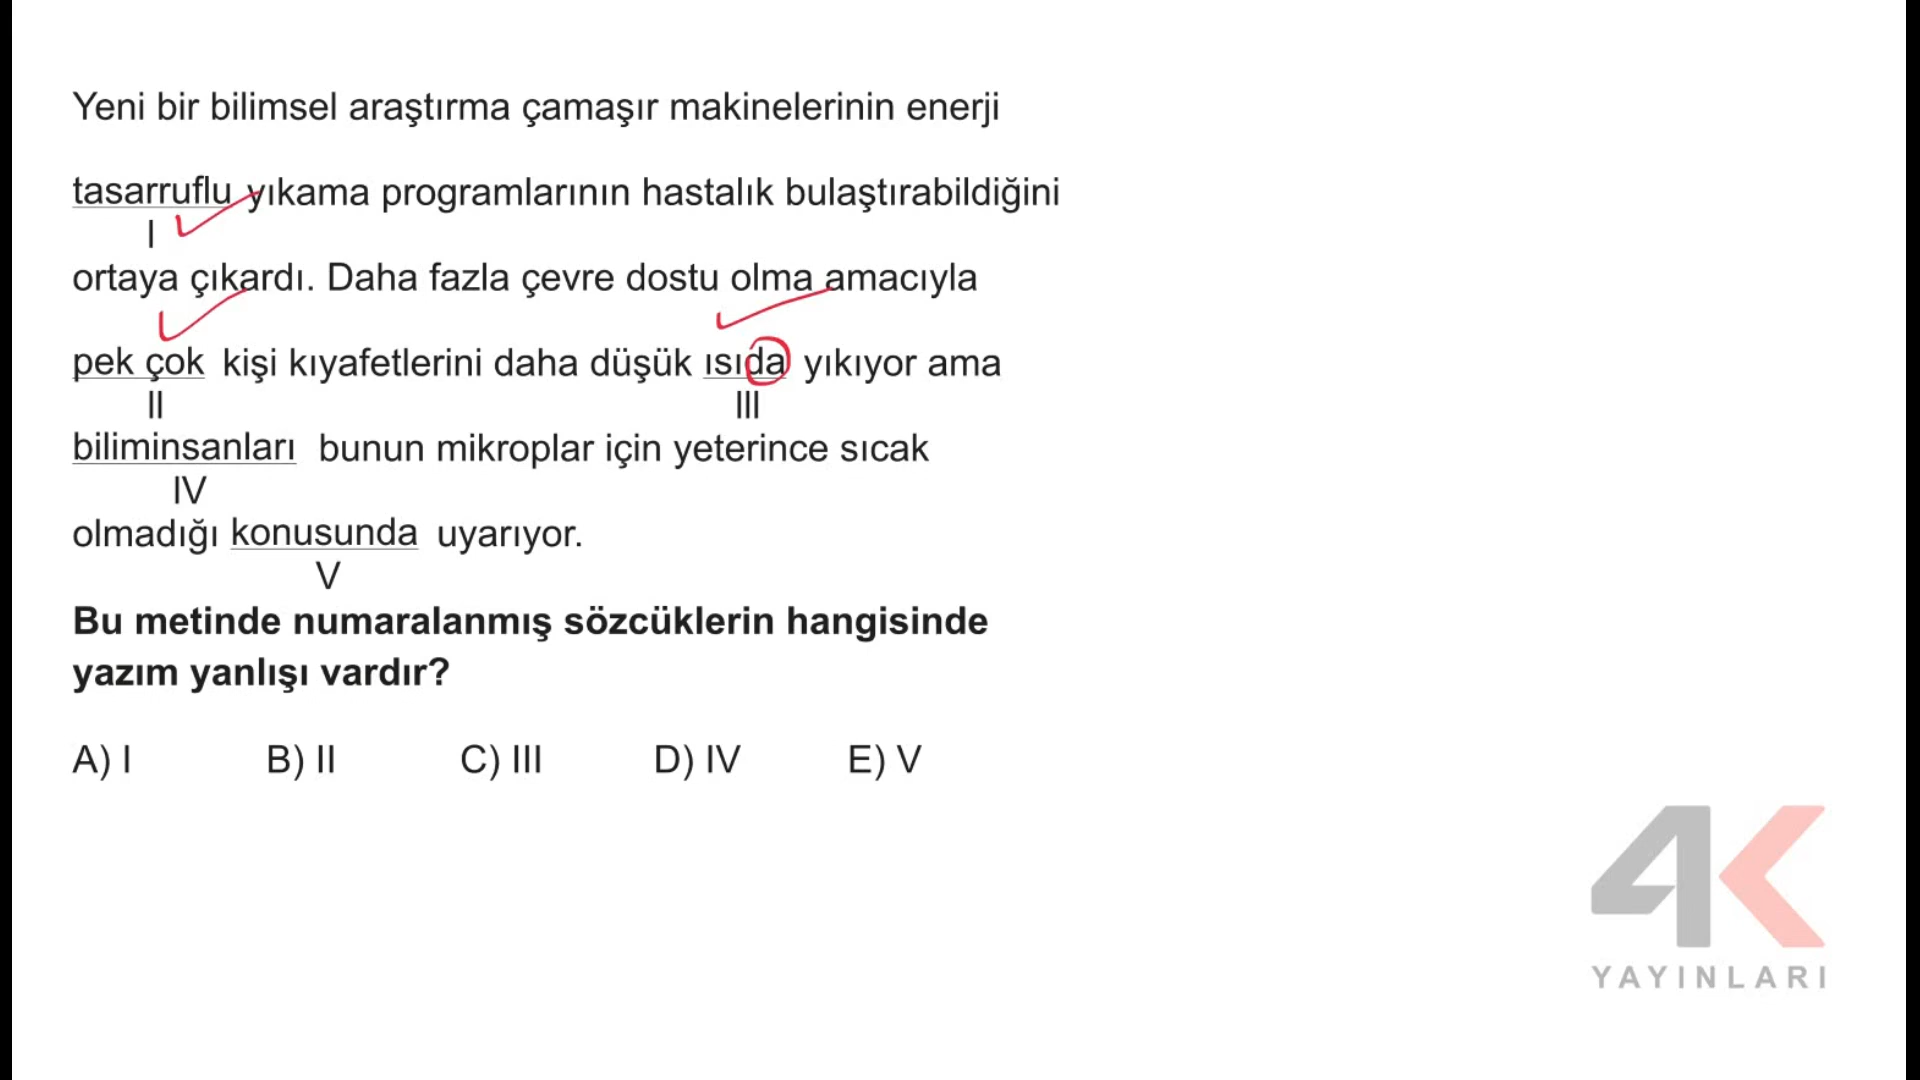 Yeni bir bilimsel araştırma çamaşır makinelerinin enerji
tasarruflu yıkama programlarının hastalık bulaştırabildiğini
I
ortaya çıkardı. Daha fazla çevre dostu olma amacıyla
pek çok kişi kıyafetlerini daha düşük ısıda yıkıyor ama
II III
biliminsanları bunun mikroplar için yeterince sıcak
IV
olmadığı konusunda uyarıyor.
V
Bu metinde numaralanmış sözcüklerin hangisinde
yazım yanlışı vardır?
A) I B) II C) III D) IV E) V
4K
YAYINLARI